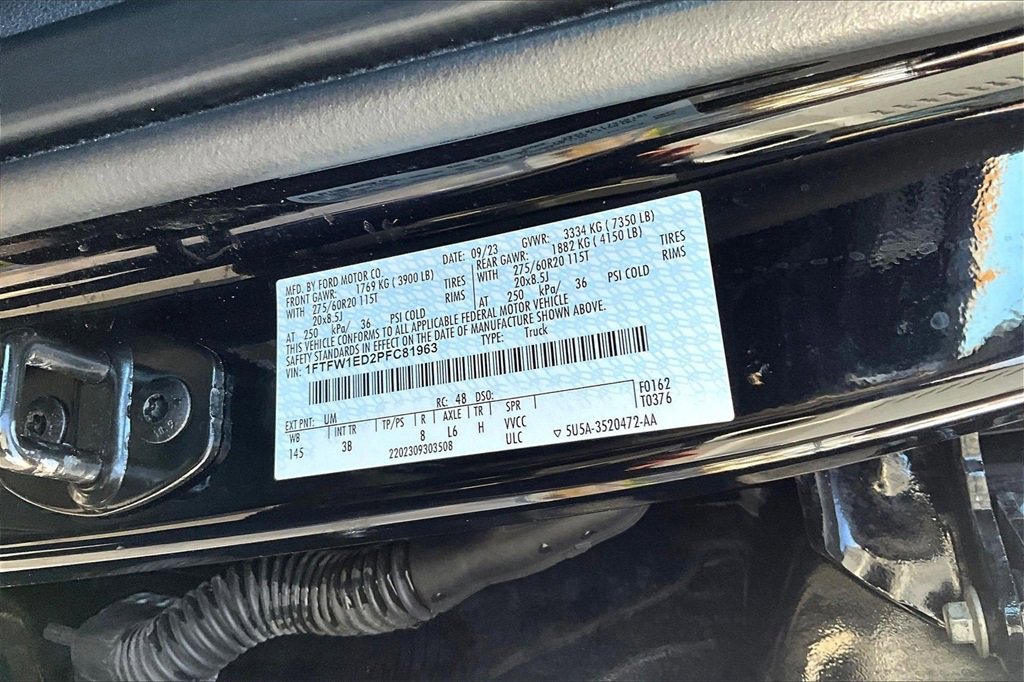 MFD. BY FORD MOTOR CO.
DATE: 09/23 GVWR: 3334 KG ( 7350 LB)
FRONT GAWR: 1769 KG ( 3900 LB) REAR GAWR: 1882 KG ( 4150 LB)
WITH 275/60R20 115T TIRES WITH 275/60R20 115T TIRES
20x8.5J RIMS 20x8.5J RIMS
AT 250 kPa/ 36 PSI COLD AT 250 kPa/ 36 PSI COLD
THIS VEHICLE CONFORMS TO ALL APPLICABLE FEDERAL MOTOR VEHICLE
SAFETY STANDARDS IN EFFECT ON THE DATE OF MANUFACTURE SHOWN ABOVE.
VIN: 1FTFW1ED2PFC81963 TYPE: Truck
F0162
T0376
EXT PNT: UM RC: 48 DSO:
WB INT TR TP/PS R AXLE TR SPR
145 3B 8 L6 H VVCC
2202309303508 ULC ▽ 5U5A-3520472-AA